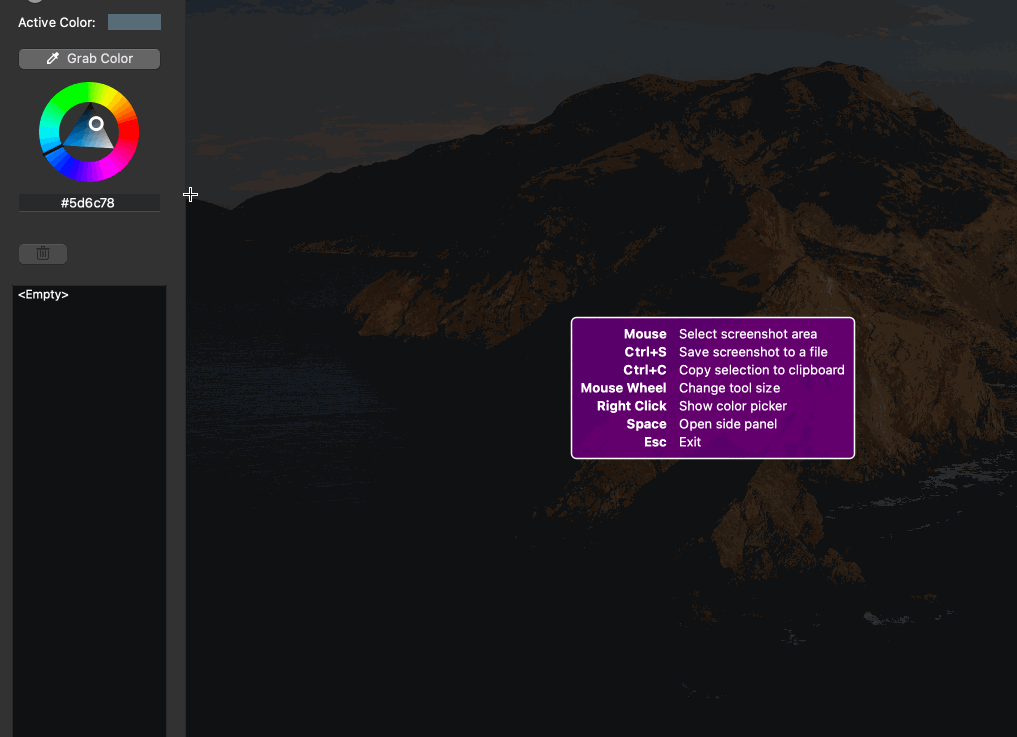 Active Color:
Grab Color
#5d6c78
<Empty>
Mouse Select screenshot area
Ctrl+S Save screenshot to a file
Ctrl+C Copy selection to clipboard
Mouse Wheel Change tool size
Right Click Show color picker
Space Open side panel
Esc Exit